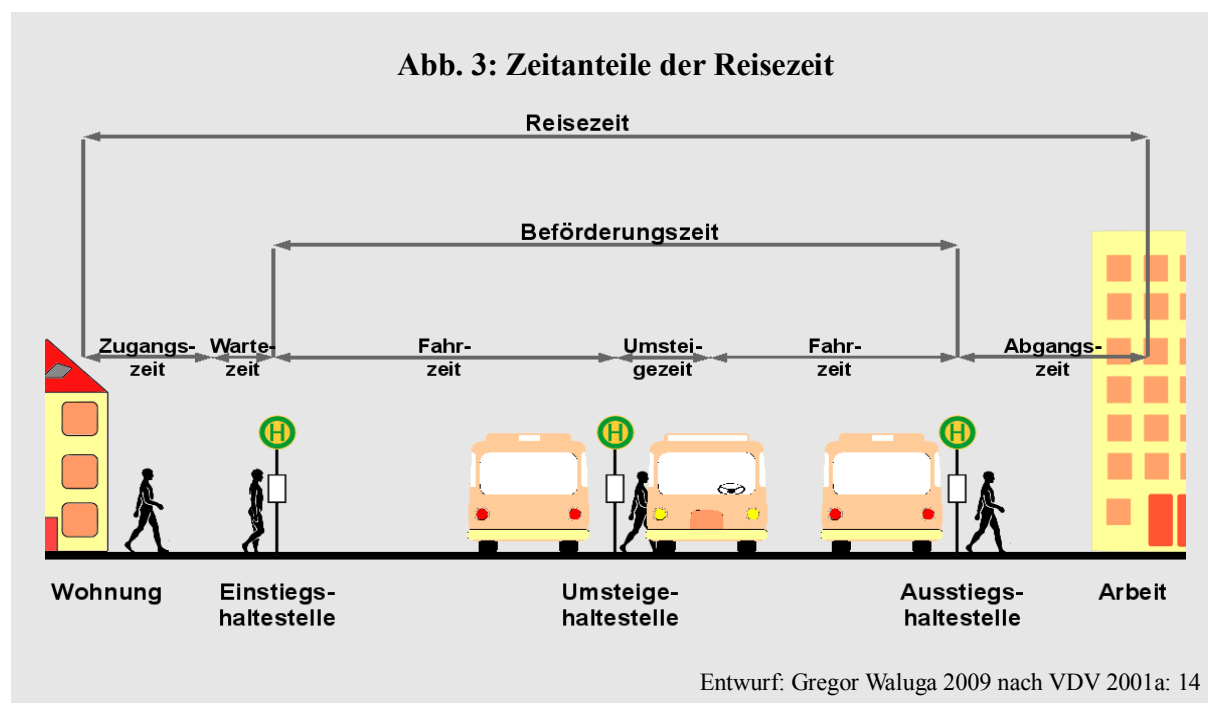 Abb. 3: Zeitanteile der Reisezeit
Reisezeit
Beförderungszeit
Zugangs-
zeit
Warte-
zeit
Fahr-
zeit
Umstei-
gezeit
Fahr-
zeit
Abgangs-
zeit
H
H
H
Wohnung
Einstiegs-
haltestelle
Umsteige-
haltestelle
Ausstiegs-
haltestelle
Arbeit
Entwurf: Gregor Waluga 2009 nach VDV 2001a: 14